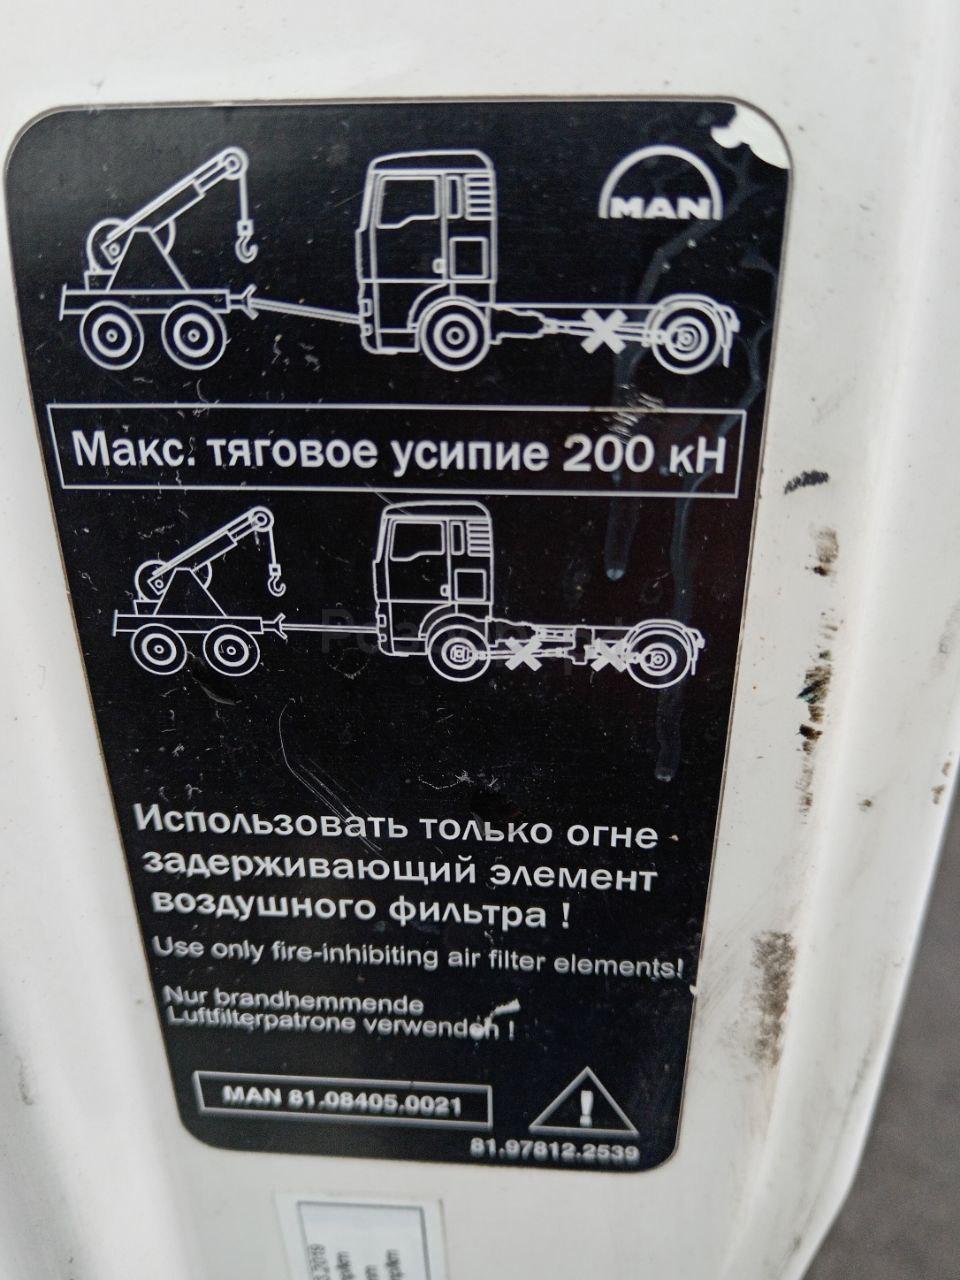 MAN
Макс. тяговое усипие 200 кН
Использовать только огне
задерживающий элемент
воздушного фильтра !
Use only fire-inhibiting air filter elements!
Nur brandhemmende
Luftfilterpatrone verwenden !
MAN 81.08405.0021
!
81.97812.2539